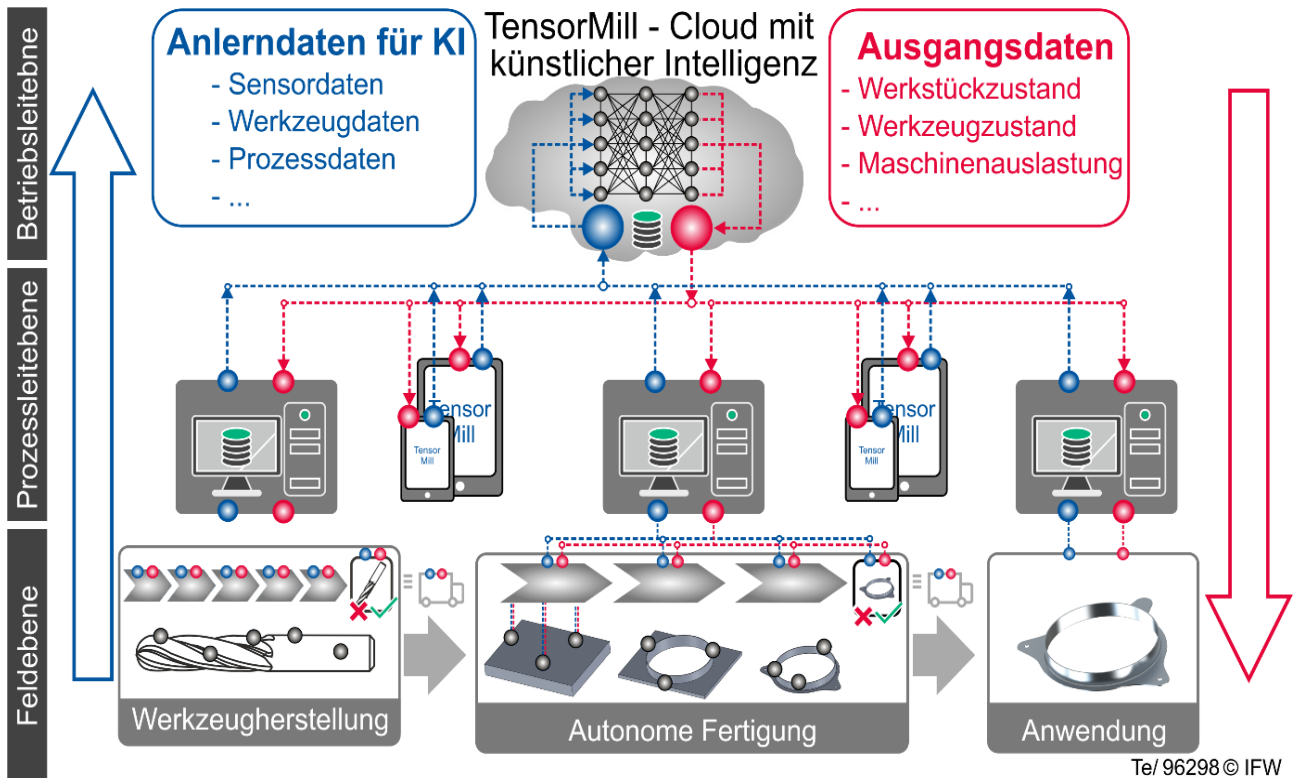 Betriebsleitebne
Anlerndaten für KI
- Sensordaten
- Werkzeugdaten
- Prozessdaten
- ...
TensorMill - Cloud mit
künstlicher Intelligenz
Ausgangsdaten
- Werkstückzustand
- Werkzeugzustand
- Maschinenauslastung
- ...
Prozessleitebene
Tensor
Mill
Tensor
Mill
Tensor
Mill
Tensor
Mill
Feldebene
Werkzeugherstellung
Autonome Fertigung
Anwendung
Te/ 96298 © IFW